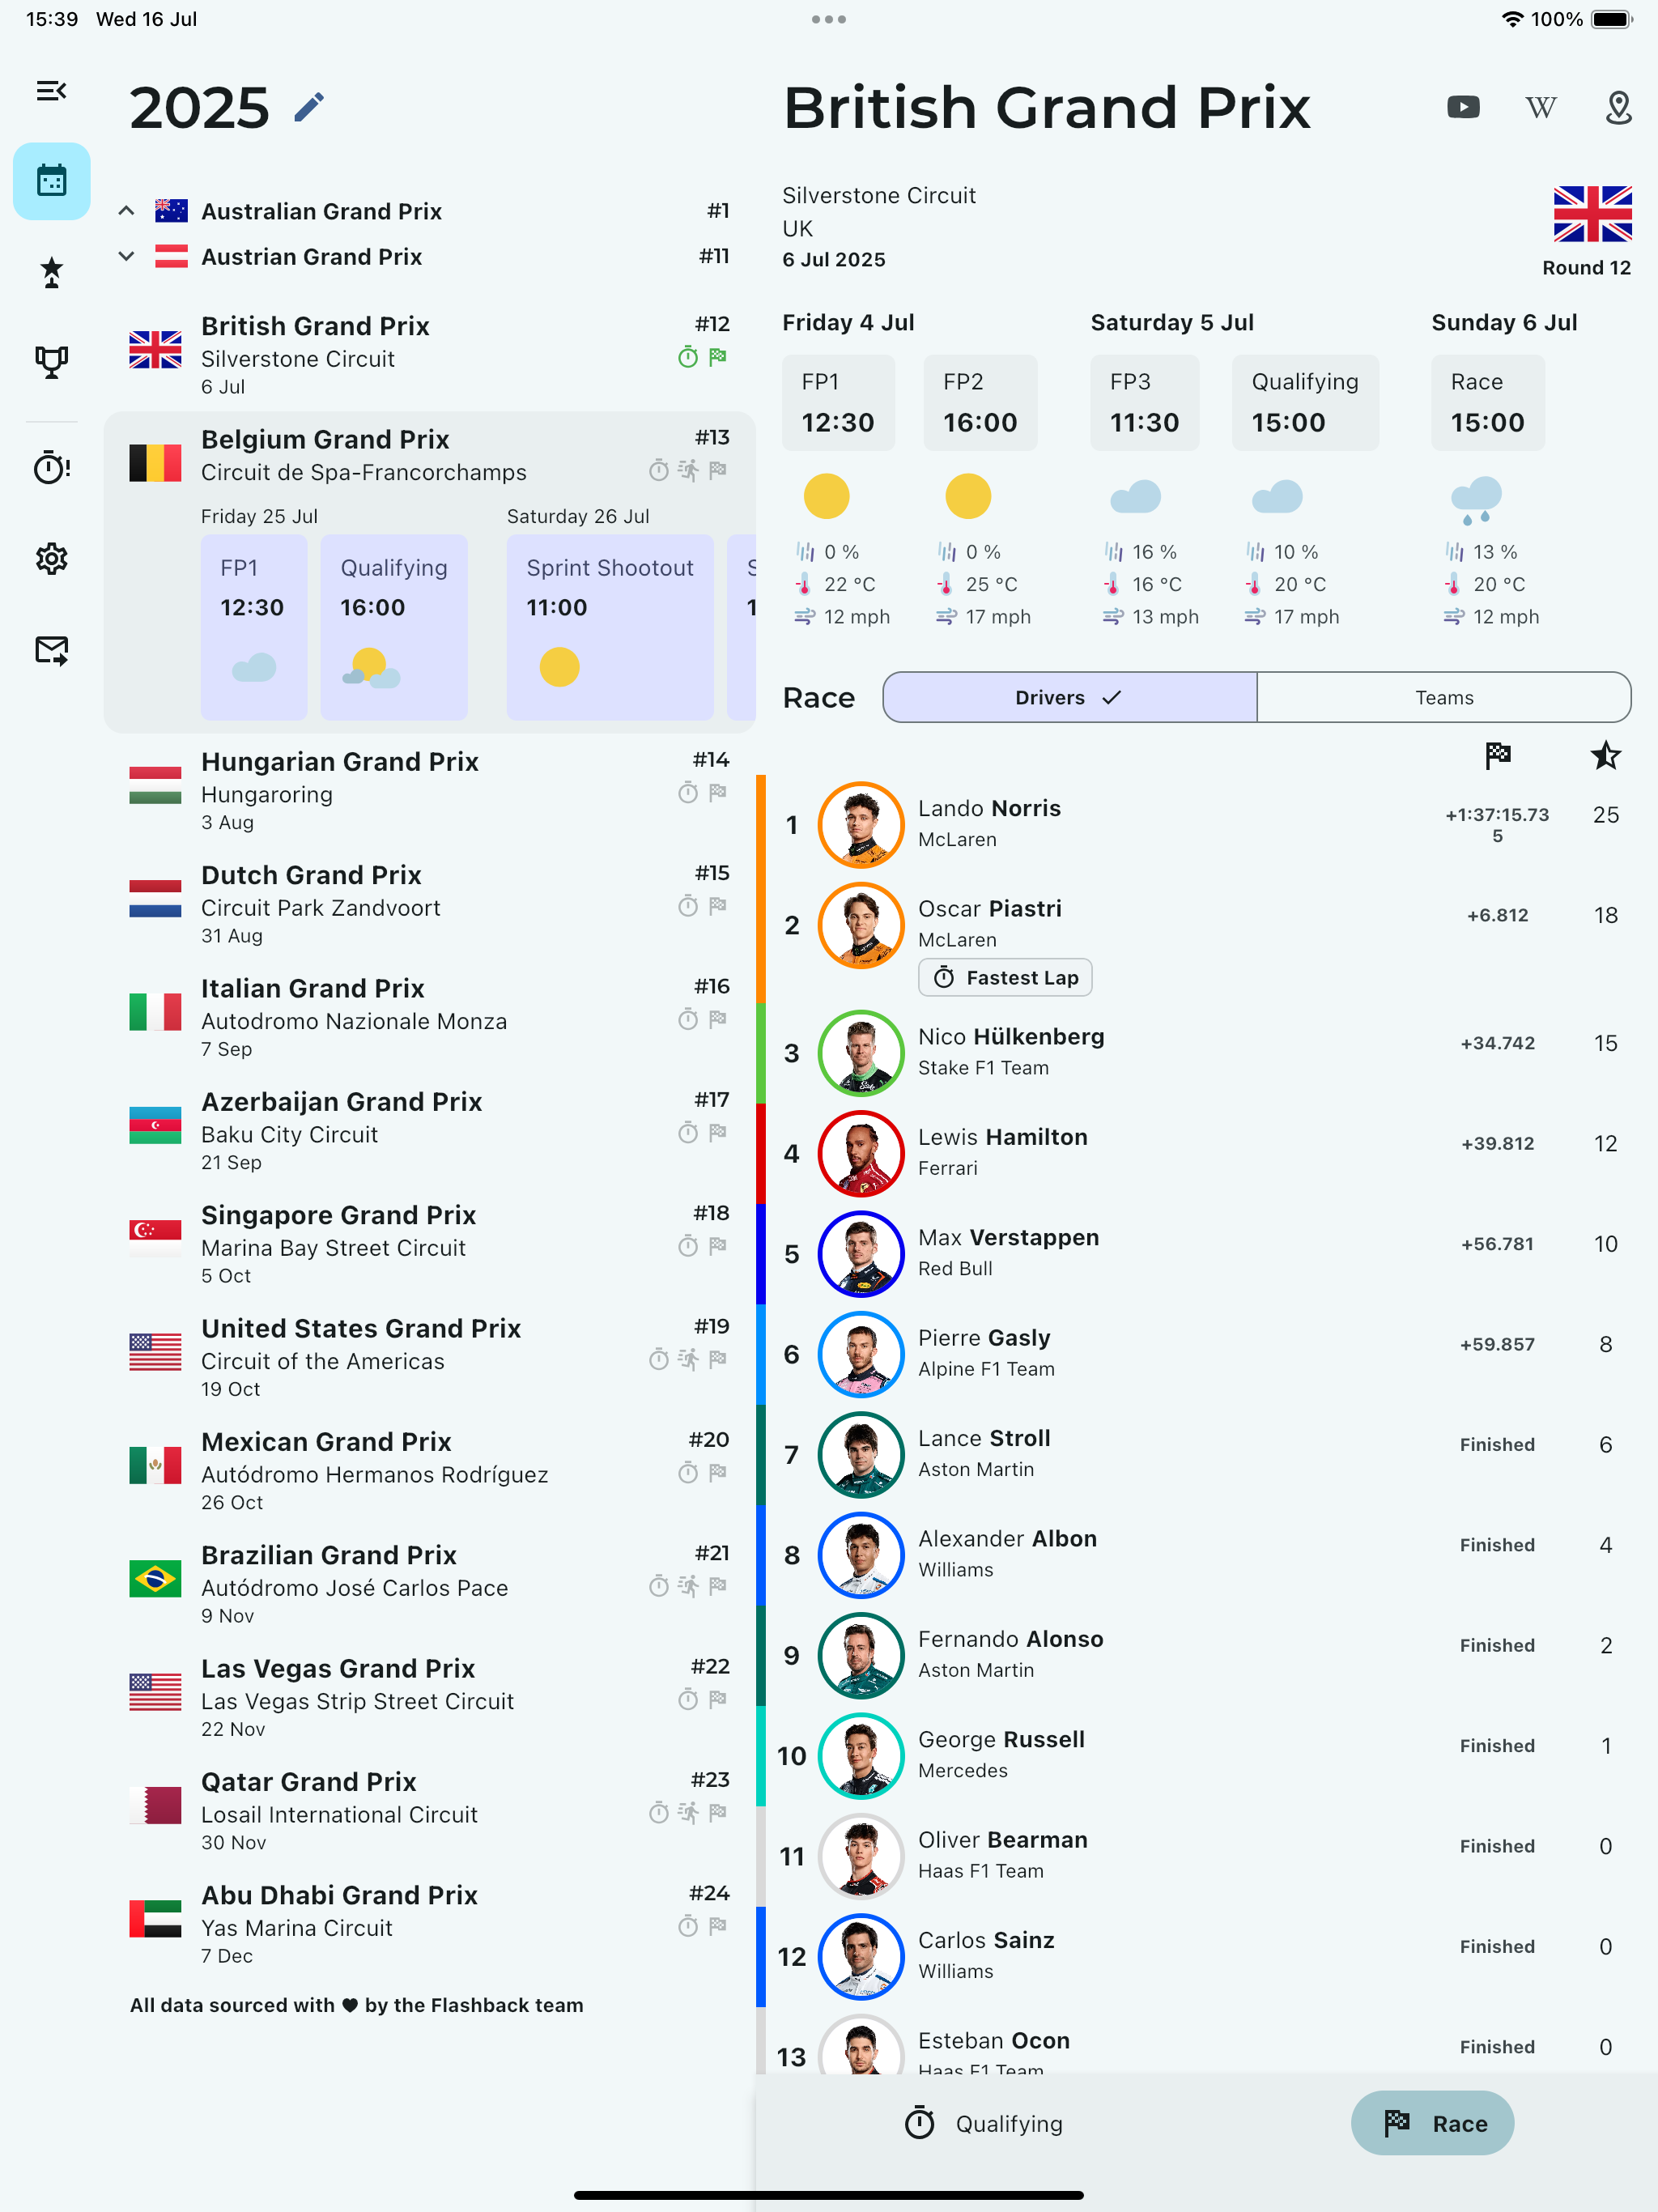 15:39 Wed 16 Jul
100%
2025
Australian Grand Prix #1
Austrian Grand Prix #11
British Grand Prix #12
Silverstone Circuit
6 Jul
Belgium Grand Prix #13
Circuit de Spa-Francorchamps
Friday 25 Jul Saturday 26 Jul
FP1 Qualifying Sprint Shootout S
12:30 16:00 11:00 1
Hungarian Grand Prix #14
Hungaroring
3 Aug
Dutch Grand Prix #15
Circuit Park Zandvoort
31 Aug
Italian Grand Prix #16
Autodromo Nazionale Monza
7 Sep
Azerbaijan Grand Prix #17
Baku City Circuit
21 Sep
Singapore Grand Prix #18
Marina Bay Street Circuit
5 Oct
United States Grand Prix #19
Circuit of the Americas
19 Oct
Mexican Grand Prix #20
Autódromo Hermanos Rodríguez
26 Oct
Brazilian Grand Prix #21
Autódromo José Carlos Pace
9 Nov
Las Vegas Grand Prix #22
Las Vegas Strip Street Circuit
22 Nov
Qatar Grand Prix #23
Losail International Circuit
30 Nov
Abu Dhabi Grand Prix #24
Yas Marina Circuit
7 Dec
All data sourced with ♥ by the Flashback team
British Grand Prix W
Silverstone Circuit
UK
6 Jul 2025
Round 12
Friday 4 Jul Saturday 5 Jul Sunday 6 Jul
FP1 FP2 FP3 Qualifying Race
12:30 16:00 11:30 15:00 15:00
0 % 0 % 16 % 10 % 13 %
22 °C 25 °C 16 °C 20 °C 20 °C
12 mph 17 mph 13 mph 17 mph 12 mph
Race Drivers Teams
1 Lando Norris +1:37:15.73 25
McLaren 5
2 Oscar Piastri +6.812 18
McLaren
Fastest Lap
3 Nico Hülkenberg +34.742 15
Stake F1 Team
4 Lewis Hamilton +39.812 12
Ferrari
5 Max Verstappen +56.781 10
Red Bull
6 Pierre Gasly +59.857 8
Alpine F1 Team
7 Lance Stroll Finished 6
Aston Martin
8 Alexander Albon Finished 4
Williams
9 Fernando Alonso Finished 2
Aston Martin
10 George Russell Finished 1
Mercedes
11 Oliver Bearman Finished 0
Haas F1 Team
12 Carlos Sainz Finished 0
Williams
13 Esteban Ocon Finished 0
Haas F1 Team
Qualifying Race